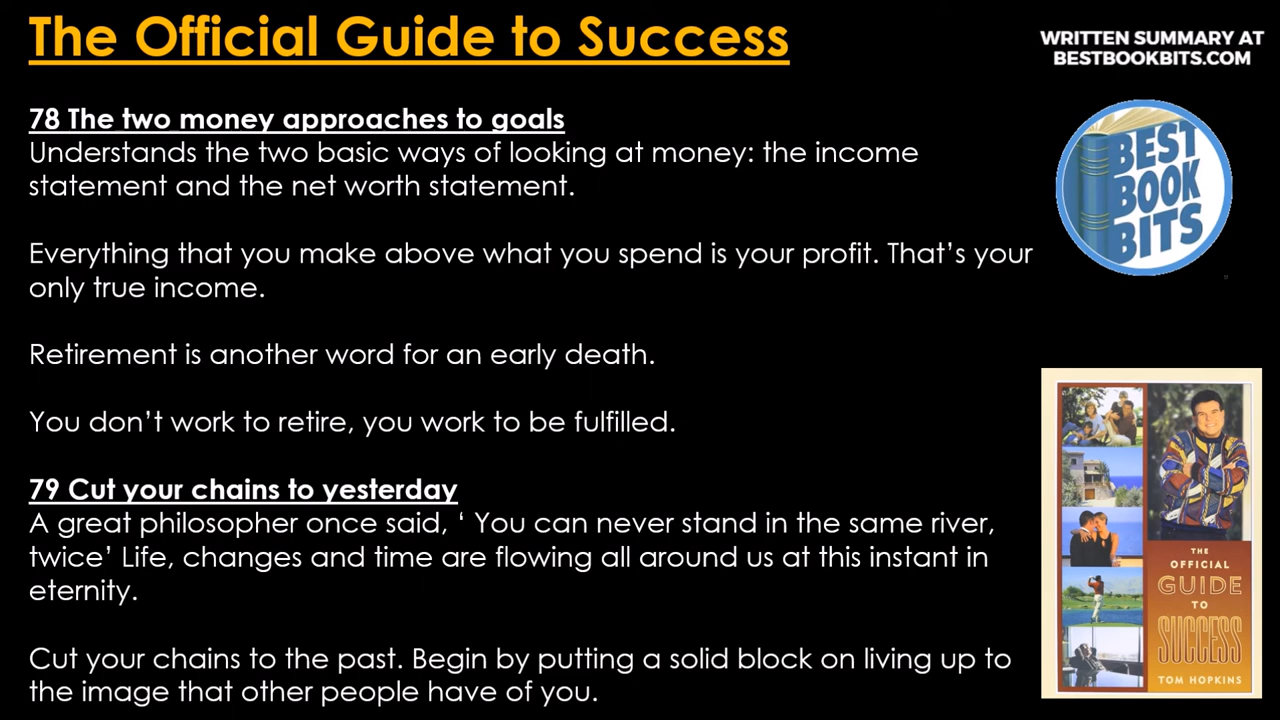 The Official Guide to Success
WRITTEN SUMMARY AT
BESTBOOKBITS.COM
78 The two money approaches to goals
Understands the two basic ways of looking at money: the income
statement and the net worth statement.
Everything that you make above what you spend is your profit. That's your
only true income.
Retirement is another word for an early death.
You don't work to retire, you work to be fulfilled.
79 Cut your chains to yesterday
A great philosopher once said, ‘ You can never stand in the same river,
twice’ Life, changes and time are flowing all around us at this instant in
eternity.
Cut your chains to the past. Begin by putting a solid block on living up to
the image that other people have of you.
BEST
BOOK
BITS
THE
OFFICIAL
GUIDE
TO
SUCCESS
TOM HOPKINS